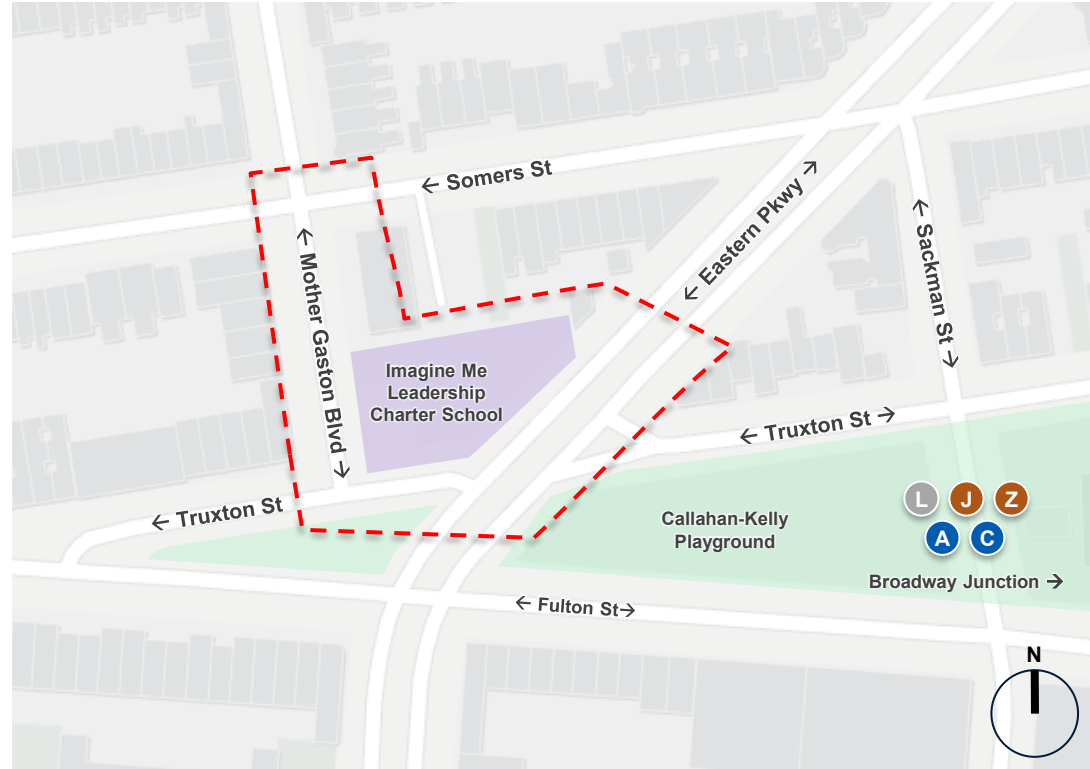 ← Somers St
← Eastern Pkwy →
← Sackman St →
← Mother Gaston Blvd →
Imagine Me
Leadership
Charter School
← Truxton St →
← Truxton St
L J Z
A C
Callahan-Kelly
Playground
Broadway Junction →
← Fulton St→
N